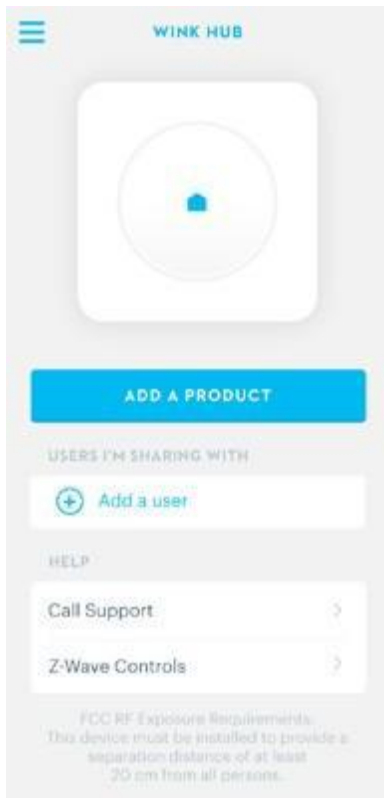 WINK HUB
ADD A PRODUCT
USERS I'M SHARING WITH
Add a user
HELP
Call Support
Z-Wave Controls
FCC RF Exposure Requirements:
This device must be installed to provide a
separation distance of at least
20 cm from all persons.